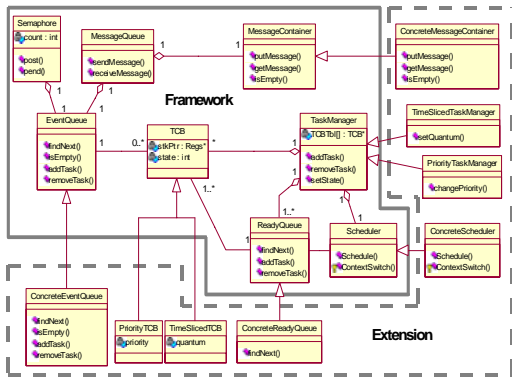 Semaphore
count : int
post()
pend()
MessageQueue
sendMessage()
receiveMessage()
1
1
MessageContainer
putMessage()
getMessage()
isEmpty()
ConcreteMessageContainer
putMessage()
getMessage()
isEmpty()
Framework
1
1
EventQueue
findNext()
isEmpty()
addTask()
removeTask()
1
0..*
TCB
stkPtr : Regs*
state : int
*
1
TaskManager
TCBTbl[] : TCB*
addTask()
removeTask()
setState()
TimeSlicedTaskManager
setQuantum()
PriorityTaskManager
changePriority()
1..*
1
1
1..*
1
1
ReadyQueue
findNext()
addTask()
removeTask()
Scheduler
Schedule()
ContextSwitch()
ConcreteScheduler
Schedule()
ContextSwitch()
ConcreteEventQueue
findNext()
isEmpty()
addTask()
removeTask()
PriorityTCB
priority
TimeSlicedTCB
quantum
ConcreteReadyQueue
findNext()
Extension